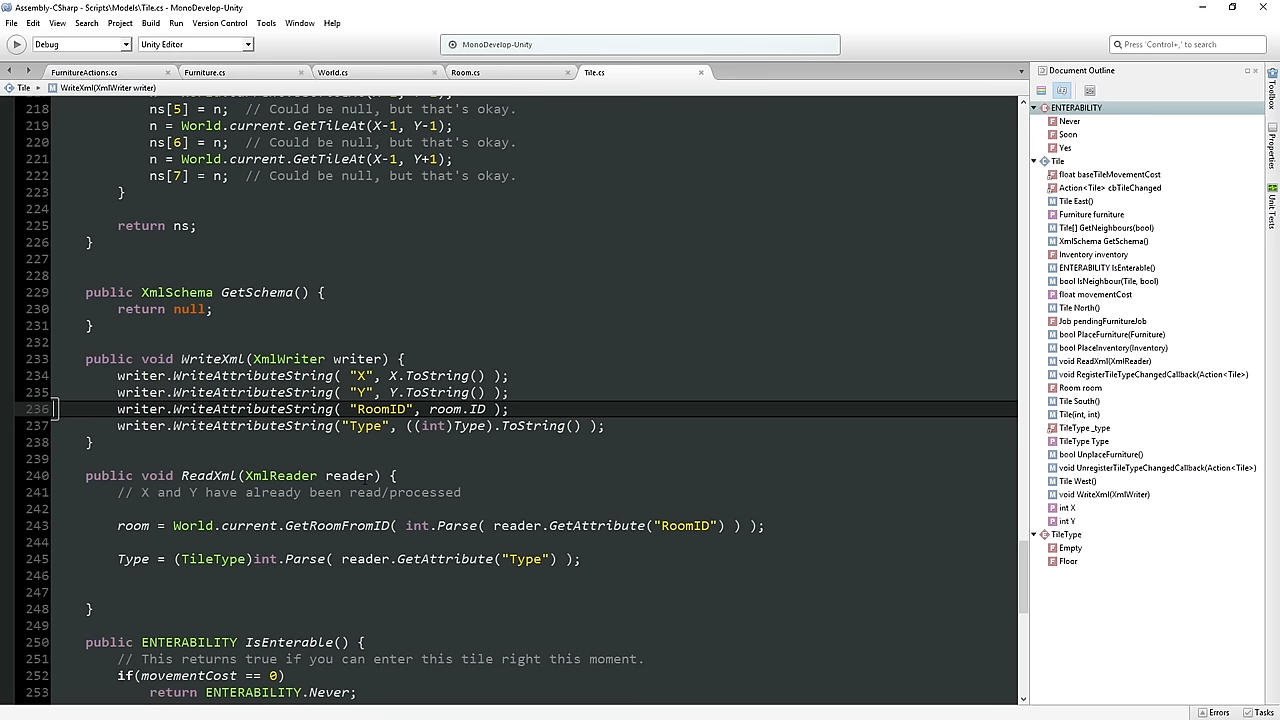 Assembly-CSharp - Scripts\Models\Tile.cs - MonoDevelop-Unity
File Edit View Search Project Build Run Version Control Tools Window Help
Debug Unity Editor MonoDevelop-Unity Press 'Control+,' to search
FurnitureActions.cs Furniture.cs World.cs Room.cs Tile.cs
Tile WriteXml(XmlWriter writer)
218 ns[5] = n; // Could be null, but that's okay.
219 n = World.current.GetTileAt(X-1, Y-1);
220 ns[6] = n; // Could be null, but that's okay.
221 n = World.current.GetTileAt(X-1, Y+1);
222 ns[7] = n; // Could be null, but that's okay.
223 }
224
225 return ns;
226 }
227
228
229 public XmlSchema GetSchema() {
230 return null;
231 }
232
233 public void WriteXml(XmlWriter writer) {
234 writer.WriteAttributeString( "X", X.ToString() );
235 writer.WriteAttributeString( "Y", Y.ToString() );
236 writer.WriteAttributeString( "RoomID", room.ID );
237 writer.WriteAttributeString("Type", ((int)Type).ToString() );
238 }
239
240 public void ReadXml(XmlReader reader) {
241 // X and Y have already been read/processed
242
243 room = World.current.GetRoomFromID( int.Parse( reader.GetAttribute("RoomID") ) );
244
245 Type = (TileType)int.Parse( reader.GetAttribute("Type") );
246
247
248 }
249
250 public ENTERABILITY IsEnterable() {
251 // This returns true if you can enter this tile right this moment.
252 if(movementCost == 0)
253 return ENTERABILITY.Never;
Document Outline
ENTERABILITY
Never
Soon
Yes
Tile
float baseTileMovementCost
Action<Tile> cbTileChanged
Tile East()
Furniture furniture
Tile[] GetNeighbours(bool)
XmlSchema GetSchema()
Inventory inventory
ENTERABILITY IsEnterable()
bool IsNeighbour(Tile, bool)
float movementCost
Tile North()
Job pendingFurnitureJob
bool PlaceFurniture(Furniture)
bool PlaceInventory(Inventory)
void ReadXml(XmlReader)
void RegisterTileTypeChangedCallback(Action<Tile>)
Room room
Tile South()
Tile(int, int)
TileType _type
TileType Type
bool UnplaceFurniture()
void UnregisterTileTypeChangedCallback(Action<Tile>)
Tile West()
void WriteXml(XmlWriter)
int X
int Y
TileType
Empty
Floor
Toolbox
Properties
Unit Tests
Errors Tasks